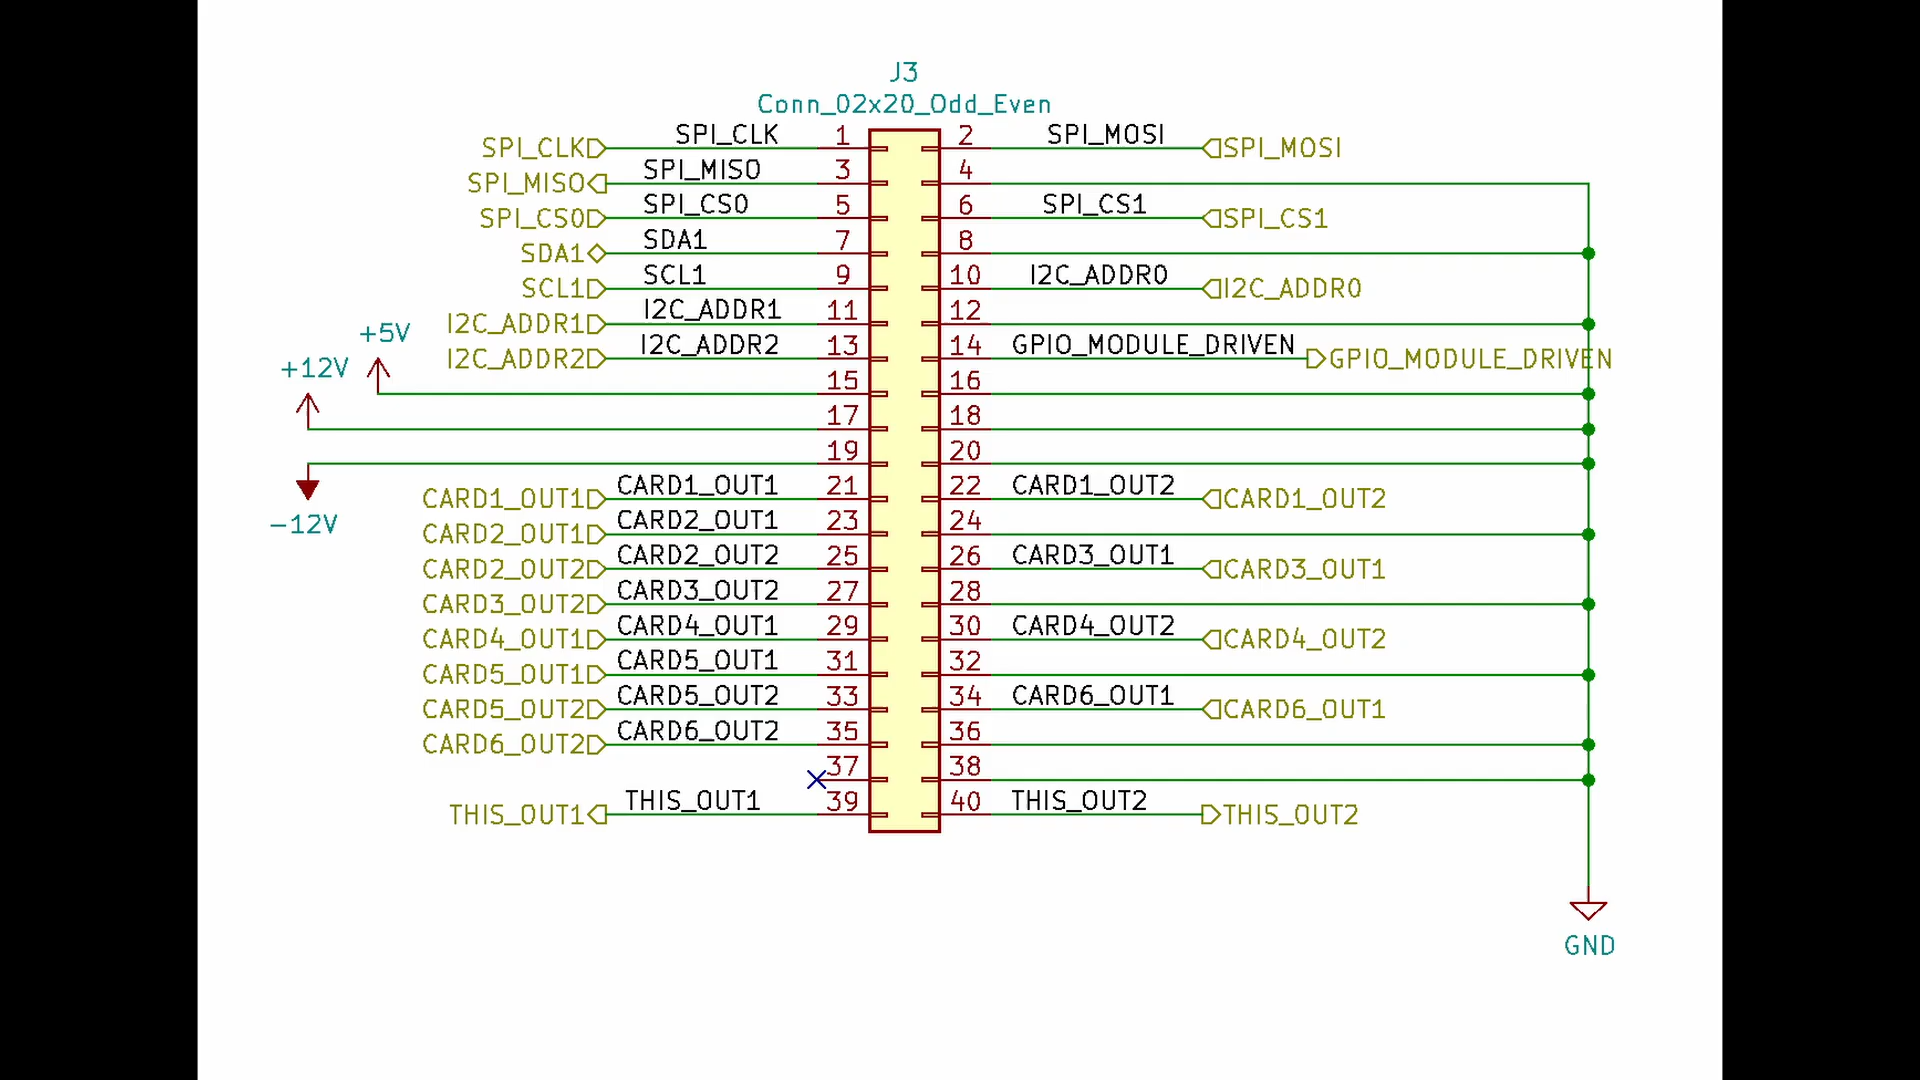 J3
Conn_02x20_Odd_Even
SPI_CLK SPI_CLK 1 2 SPI_MOSI SPI_MOSI
SPI_MISO SPI_MISO 3 4
SPI_CS0 SPI_CS0 5 6 SPI_CS1 SPI_CS1
SDA1 SDA1 7 8
SCL1 SCL1 9 10 I2C_ADDR0 I2C_ADDR0
I2C_ADDR1 I2C_ADDR1 11 12
+5V
I2C_ADDR2 I2C_ADDR2 13 14 GPIO_MODULE_DRIVEN GPIO_MODULE_DRIVEN
+12V
15 16
17 18
19 20
CARD1_OUT1 CARD1_OUT1 21 22 CARD1_OUT2 CARD1_OUT2
-12V
CARD2_OUT1 CARD2_OUT1 23 24
CARD2_OUT2 CARD2_OUT2 25 26 CARD3_OUT1 CARD3_OUT1
CARD3_OUT2 CARD3_OUT2 27 28
CARD4_OUT1 CARD4_OUT1 29 30 CARD4_OUT2 CARD4_OUT2
CARD5_OUT1 CARD5_OUT1 31 32
CARD5_OUT2 CARD5_OUT2 33 34 CARD6_OUT1 CARD6_OUT1
CARD6_OUT2 CARD6_OUT2 35 36
37 38
THIS_OUT1 THIS_OUT1 39 40 THIS_OUT2 THIS_OUT2
GND